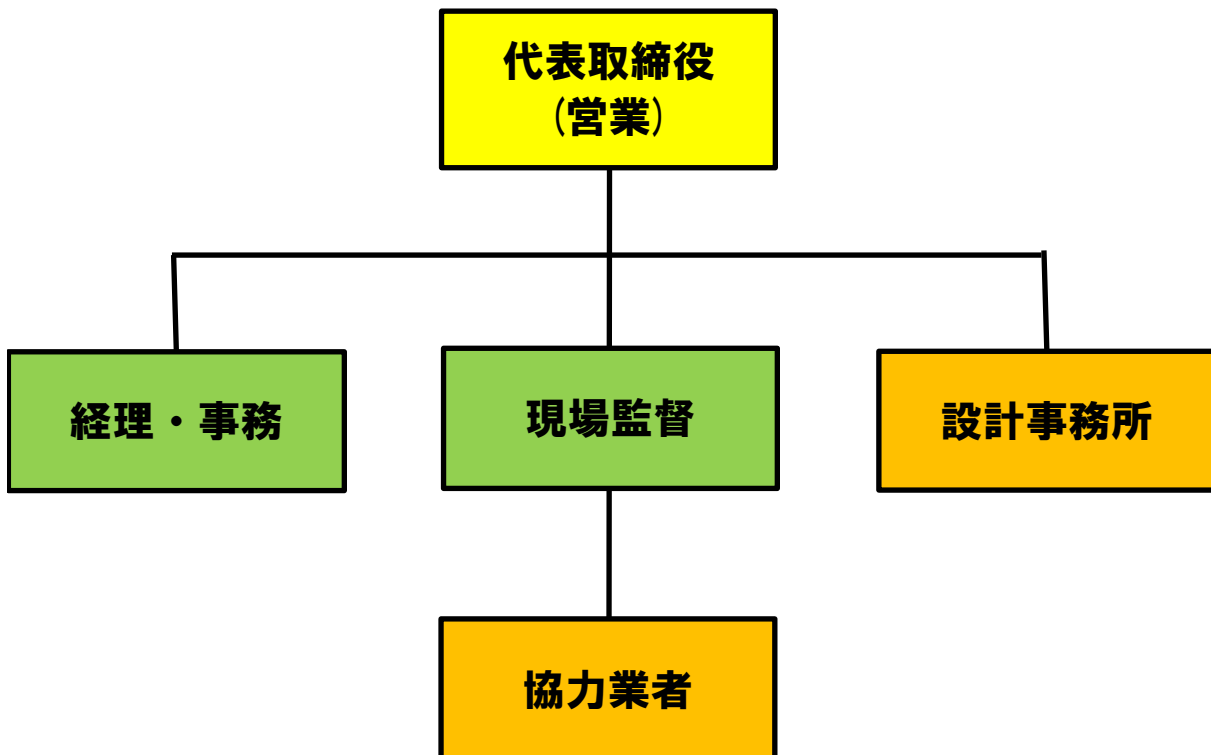 代表取締役
（営業）
経理・事務
現場監督
設計事務所
協力業者